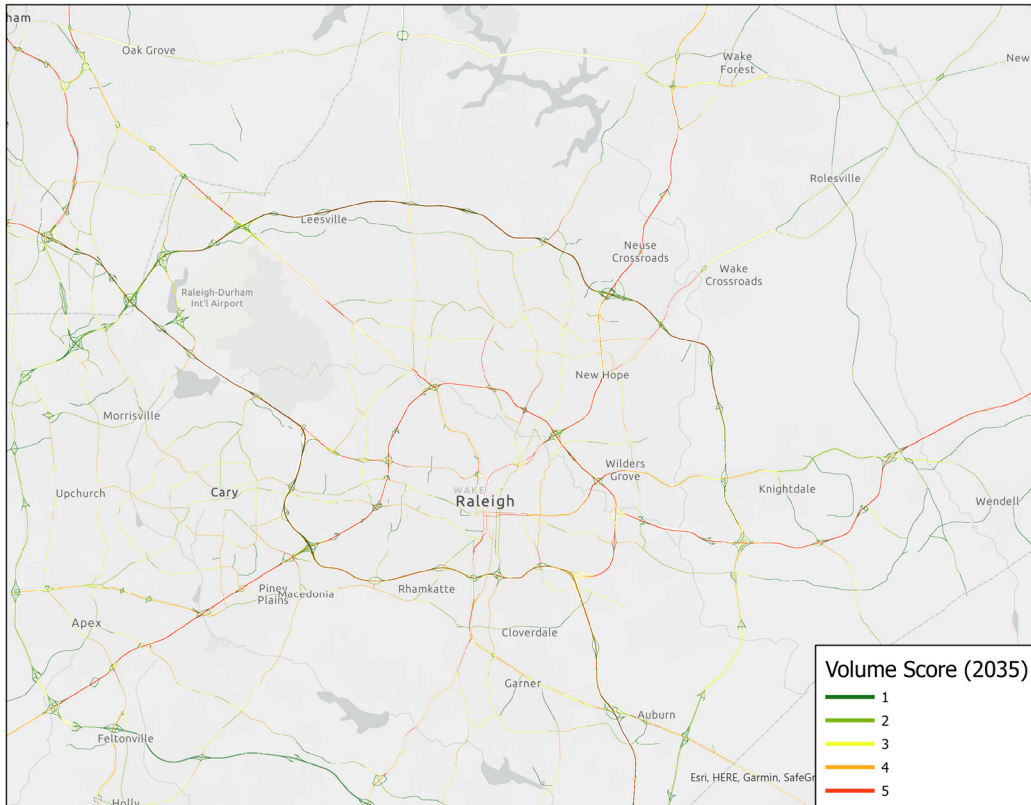 ham
Oak Grove
Wake
Forest
New
Rolesville
Leesville
Neuse
Crossroads
Wake
Crossroads
Raleigh-Durham
Int'l Airport
New Hope
Morrisville
Wilders
Grove
Upchurch
Cary
WAKE
Raleigh
Knightdale
Wendell
Piney
Plains
Macedonia
Rhamkatte
Apex
Cloverdale
Garner
Auburn
Feltonville
Holly
Esri, HERE, Garmin, SafeGr
Volume Score (2035)
1
2
3
4
5